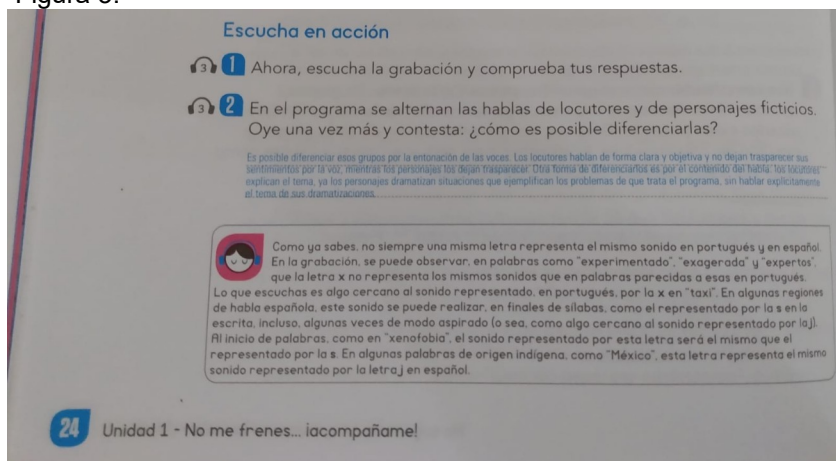 Figura 3.
Escucha en acción
3 1 Ahora, escucha la grabación y comprueba tus respuestas.
3 2 En el programa se alternan las hablas de locutores y de personajes ficticios.
Oye una vez más y contesta: ¿cómo es posible diferenciarlas?
Es posible diferenciar esos grupos por la entonación de las voces. Los locutores hablan de forma clara y objetiva y no dejan trasparecer sus
sentimientos por la voz, mientras los personajes los dejan trasparecer. Otra forma de diferenciarlos es por el contenido del habla: los locutores
explican el tema, ya los personajes dramatizan situaciones que ejemplifican los problemas de que trata el programa, sin hablar explícitamente
el tema de sus dramatizaciones.
Como ya sabes, no siempre una misma letra representa el mismo sonido en portugués y en español.
En la grabación, se puede observar, en palabras como "experimentado", "exagerada" y "expertos",
que la letra x no representa los mismos sonidos que en palabras parecidas a esas en portugués.
Lo que escuchas es algo cercano al sonido representado, en portugués, por la x en "taxi". En algunas regiones
de habla española, este sonido se puede realizar, en finales de sílabas, como el representado por la s en la
escrita, incluso, algunas veces de modo aspirado (o sea, como algo cercano al sonido representado por la j).
Al inicio de palabras, como en "xenofobia", el sonido representado por esta letra será el mismo que el
representado por la s. En algunas palabras de origen indígena, como "México", esta letra representa el mismo
sonido representado por la letra j en español.
24 Unidad 1 - No me frenes... ¡acompáñame!